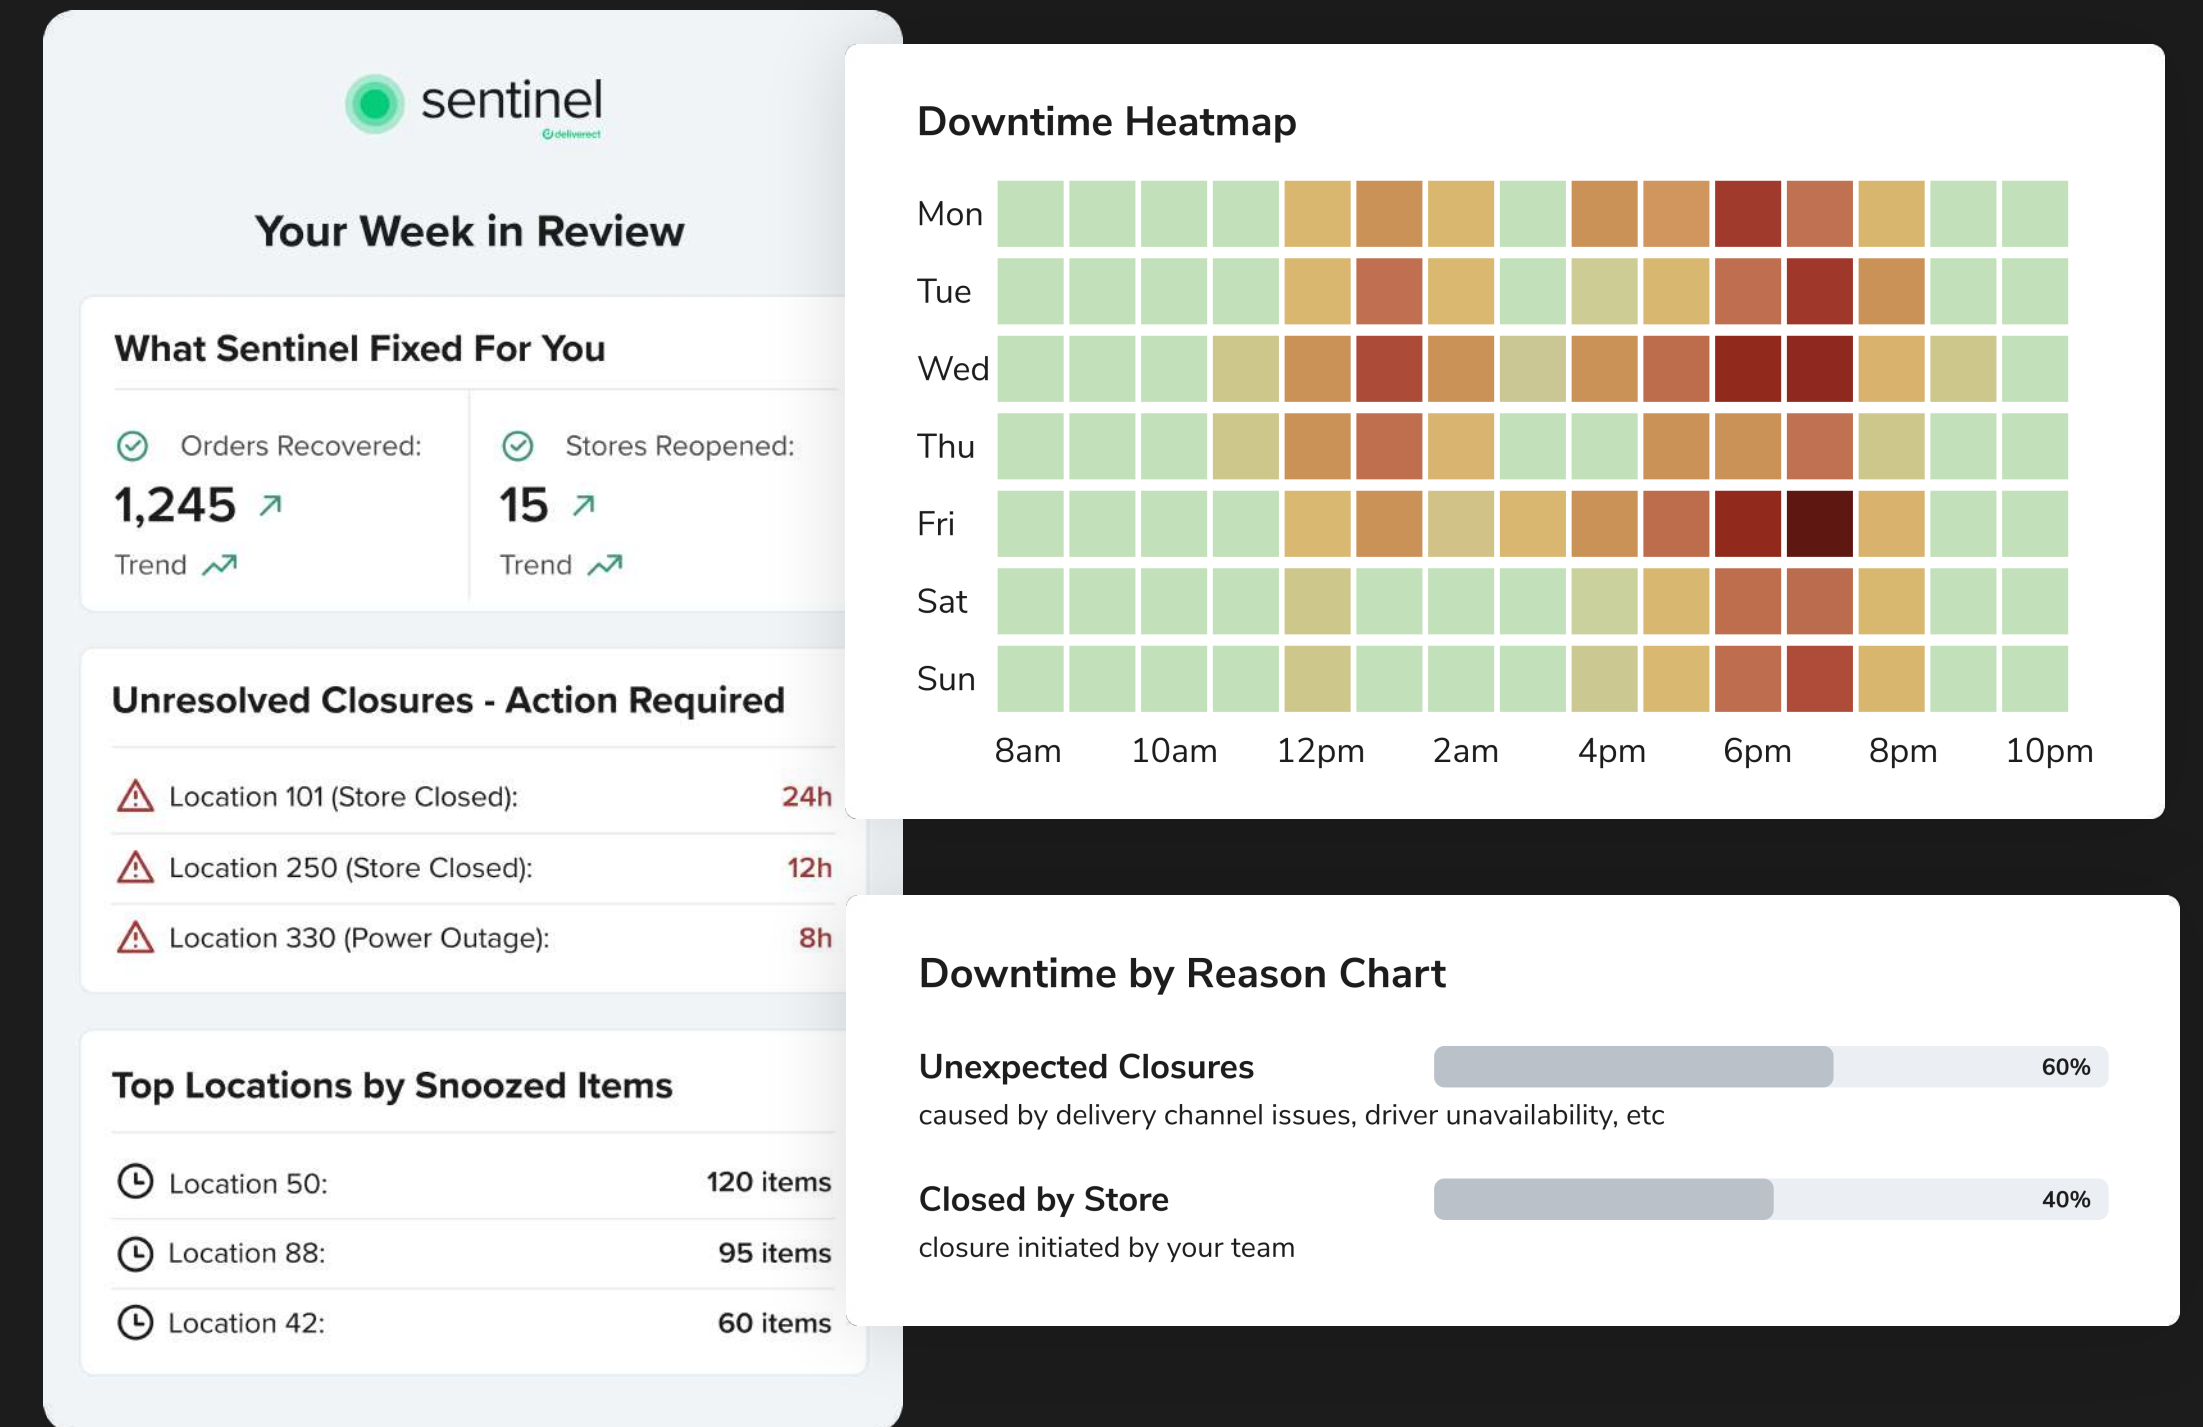 sentinel
deliverect
Your Week in Review
What Sentinel Fixed For You
Orders Recovered:
1,245
Trend
Stores Reopened:
15
Trend
Unresolved Closures - Action Required
Location 101 (Store Closed): 24h
Location 250 (Store Closed): 12h
Location 330 (Power Outage): 8h
Top Locations by Snoozed Items
Location 50: 120 items
Location 88: 95 items
Location 42: 60 items
Downtime Heatmap
Mon
Tue
Wed
Thu
Fri
Sat
Sun
8am 10am 12pm 2am 4pm 6pm 8pm 10pm
Downtime by Reason Chart
Unexpected Closures 60%
caused by delivery channel issues, driver unavailability, etc
Closed by Store 40%
closure initiated by your team